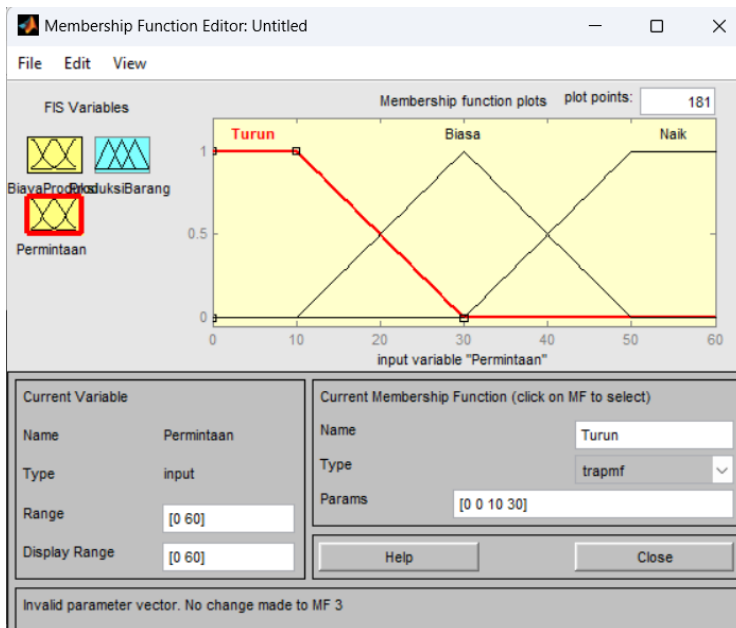 Membership Function Editor: Untitled
File Edit View
FIS Variables
Membership function plots plot points: 181
Turun Biasa Naik
1
0.5
0
0 10 20 30 40 50 60
input variable "Permintaan"
BiayaProduksi ProduksiBarang
Permintaan
Current Variable
Name Permintaan
Type input
Range [0 60]
Display Range [0 60]
Current Membership Function (click on MF to select)
Name Turun
Type trapmf
Params [0 0 10 30]
Help Close
Invalid parameter vector. No change made to MF 3